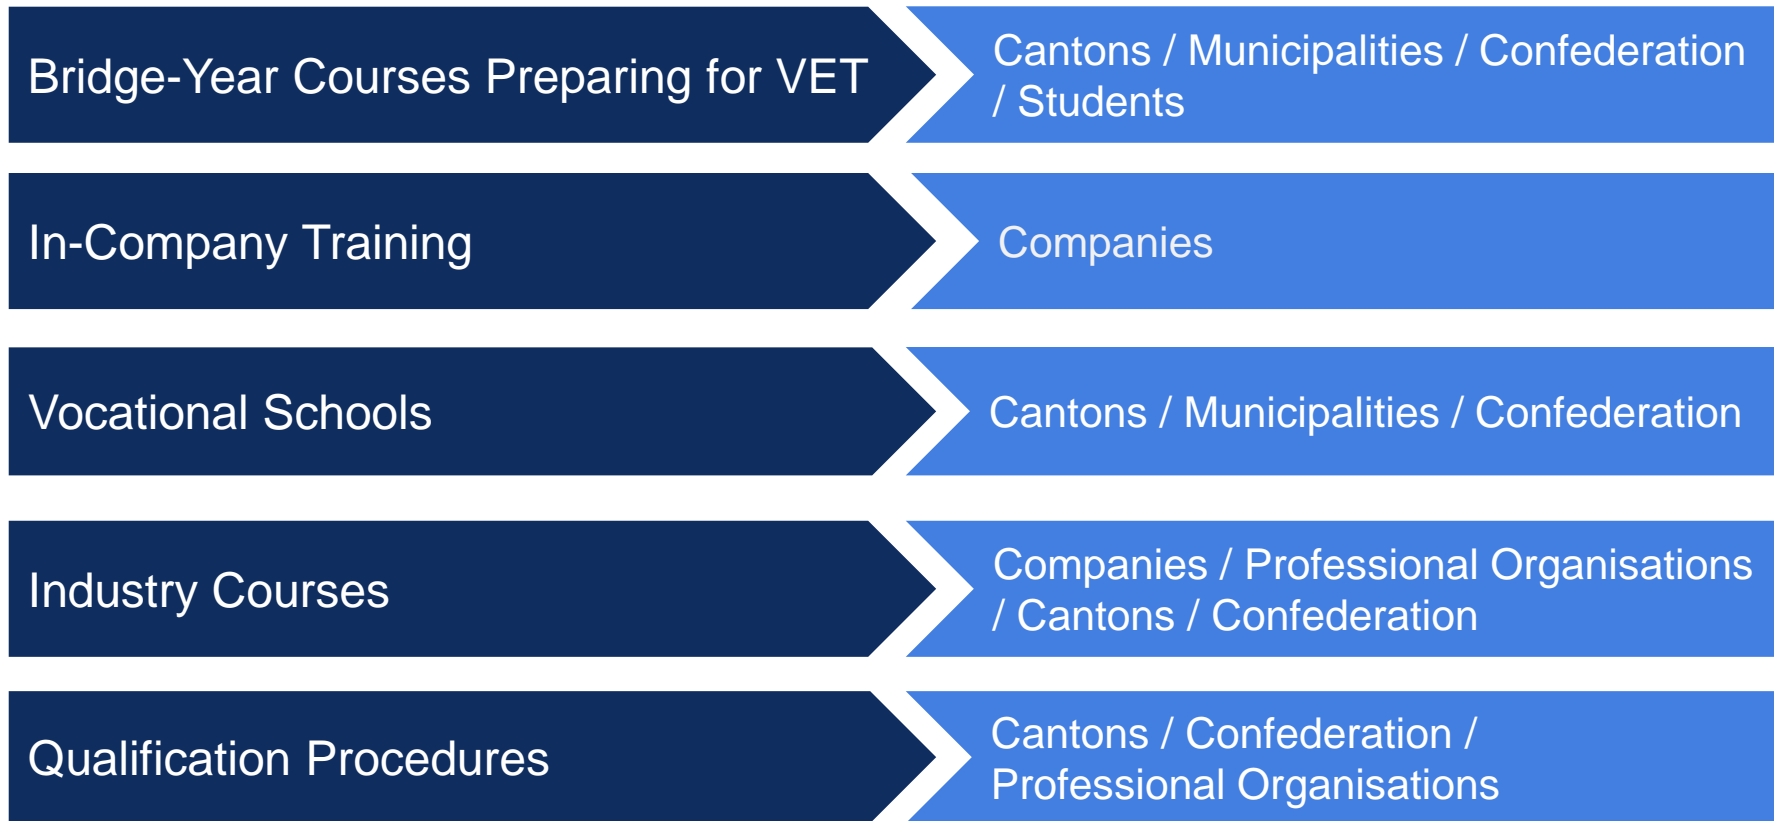 Bridge-Year Courses Preparing for VET
Cantons / Municipalities / Confederation
/ Students
In-Company Training
Companies
Vocational Schools
Cantons / Municipalities / Confederation
Industry Courses
Companies / Professional Organisations
/ Cantons / Confederation
Qualification Procedures
Cantons / Confederation /
Professional Organisations